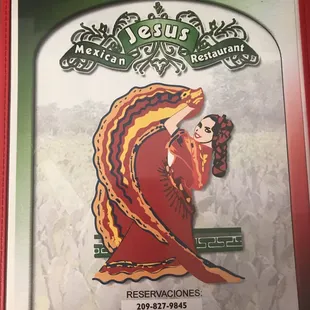 Jesus
Mexican Restaurant
RESERVACIONES.
209-827-9845